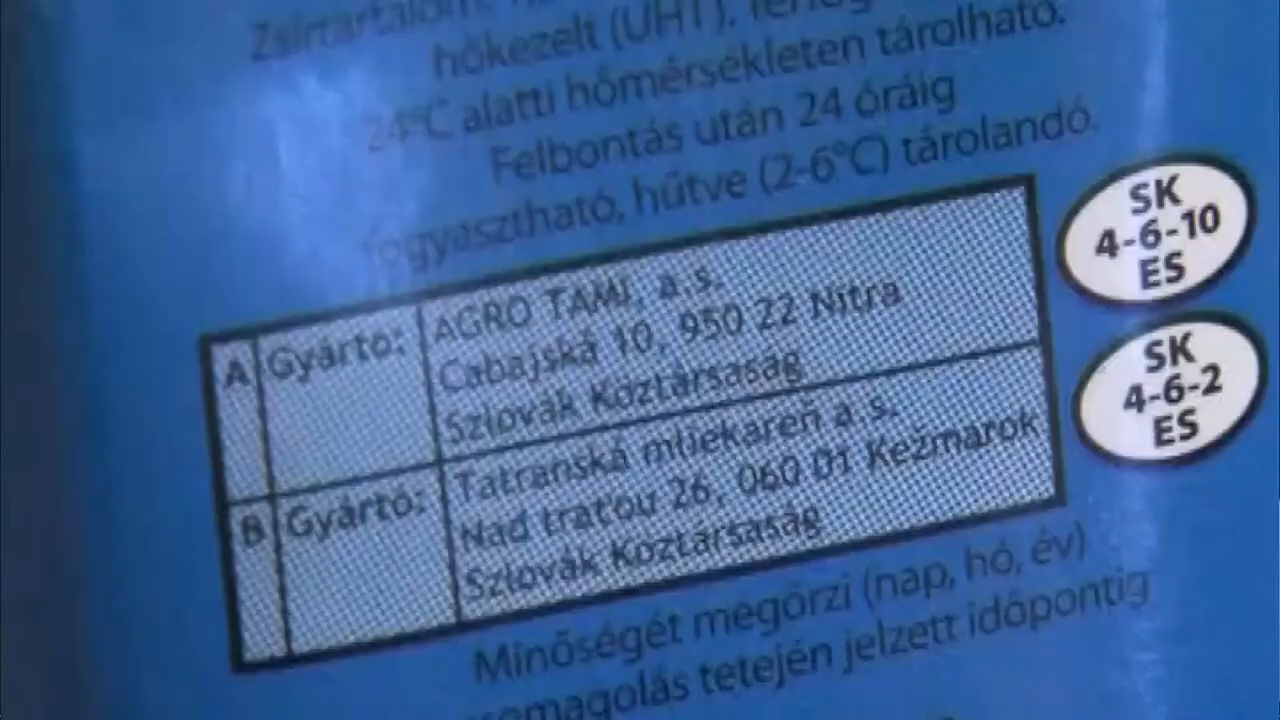 Zsírtartalom:
hőkezelt (UHT).
24°C alatti hőmérsékleten tárolható.
Felbontás után 24 óráig
fogyasztható, hűtve (2-6°C) tárolandó.
A Gyártó: AGRO TAMI, a.s.
Cabajská 10, 950 22 Nitra
Szlovák Köztársaság
B Gyártó: Tatranská mliekareň a.s.
Nad traťou 26, 060 01 Kežmarok
Szlovák Köztársaság
SK
4-6-10
ES
SK
4-6-2
ES
Minőségét megőrzi (nap, hó, év)
csomagolás tetején jelzett időpontig